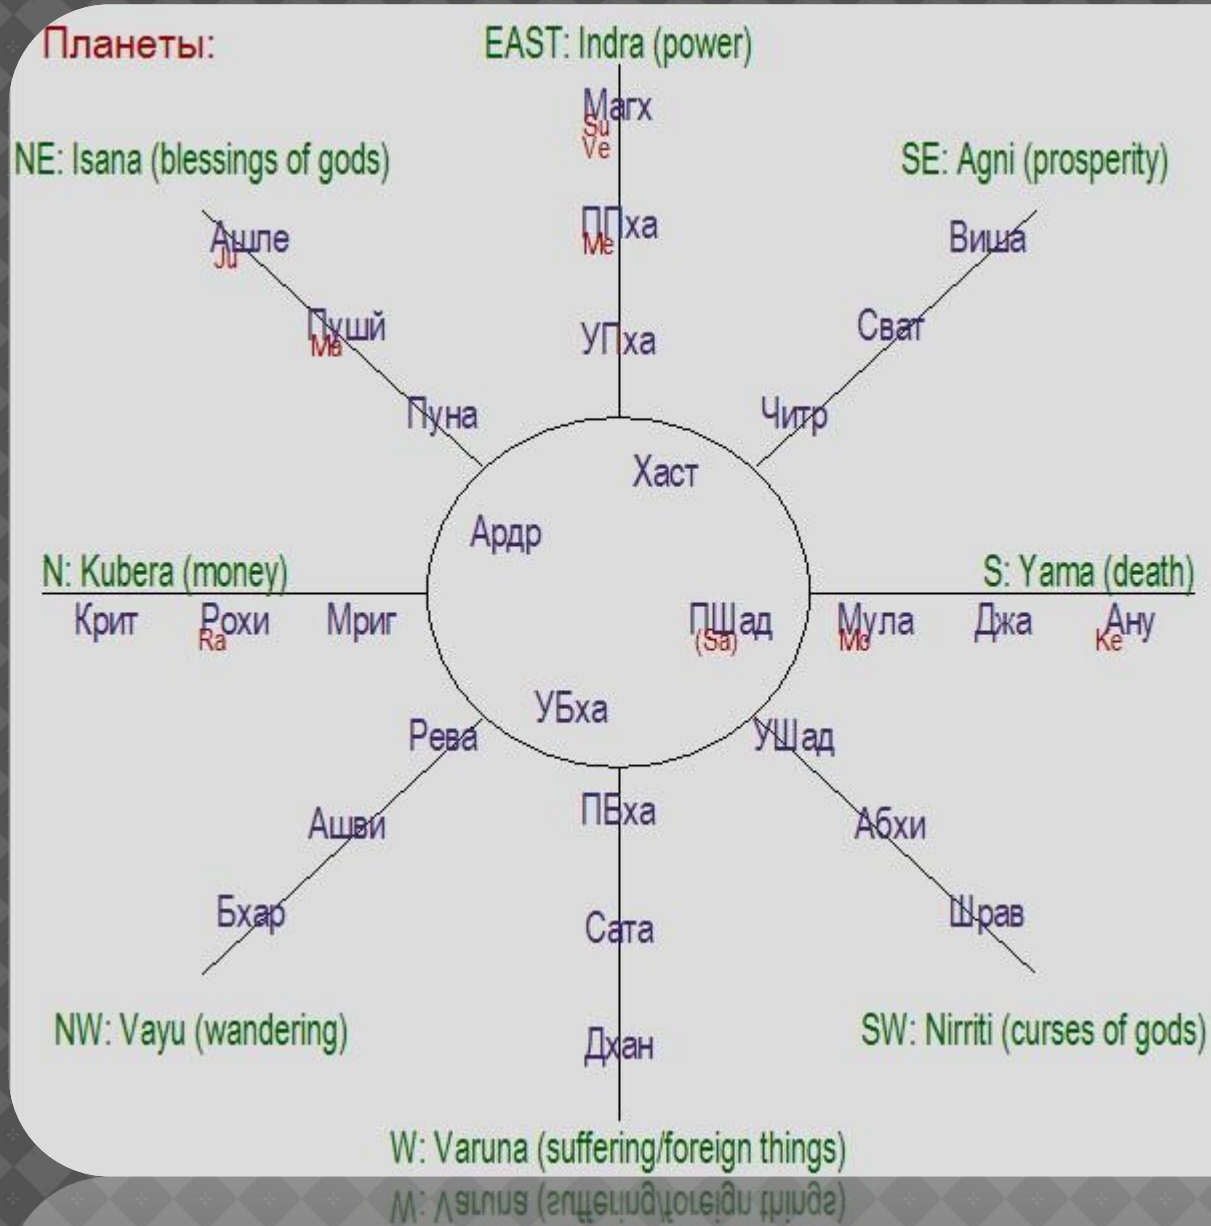 Планеты:
EAST: Indra (power)
Магх
Su
Ve
NE: Isana (blessings of gods)
SE: Agni (prosperity)
Ашле
Ju
ППха
Me
Виша
Пушй
Ma
УПха
Сват
Пуна
Читр
Хаст
Ардр
N: Kubera (money)
S: Yama (death)
Крит
Рохи
Ra
Мриг
ПШад
(Sa)
Мула
Mo
Джа
Ану
Ke
УБха
Рева
УШад
ПБха
Ашви
Абхи
Бхар
Сата
Шрав
NW: Vayu (wandering)
Дхан
SW: Nirriti (curses of gods)
W: Varuna (suffering/foreign things)